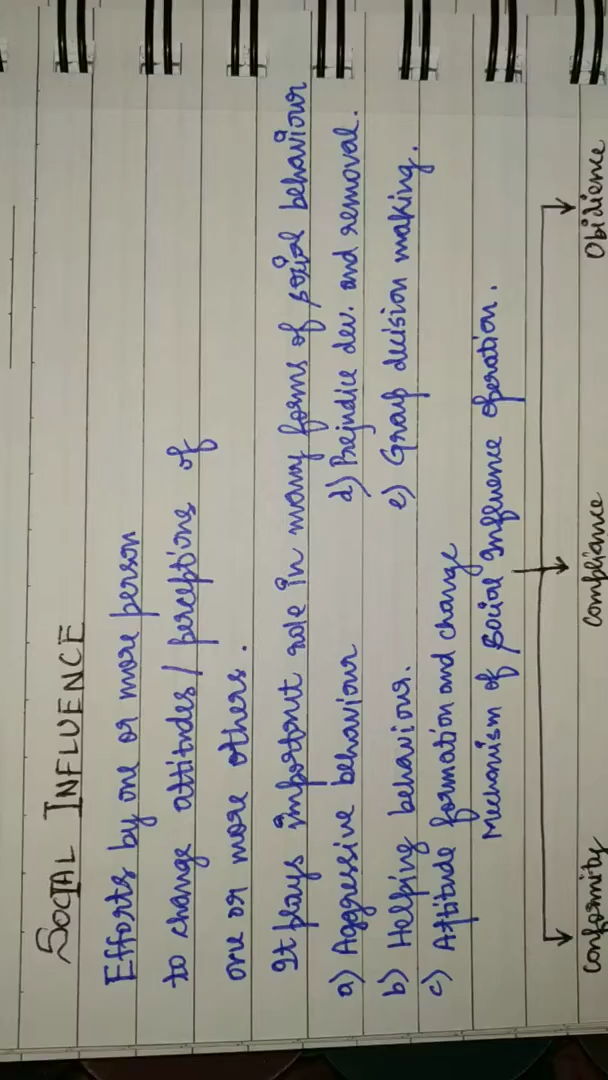 SOCIAL INFLUENCE
Efforts by one or more person
to change attitudes / perceptions of
one or more others.
It plays important role in many forms of social behaviour
a) Aggressive behaviour d) Prejudice dev. and removal.
b) Helping behaviour. e) Group decision making.
c) Attitude formation and change
Mechanism of social influence operation.
Conformity Compliance Obidience